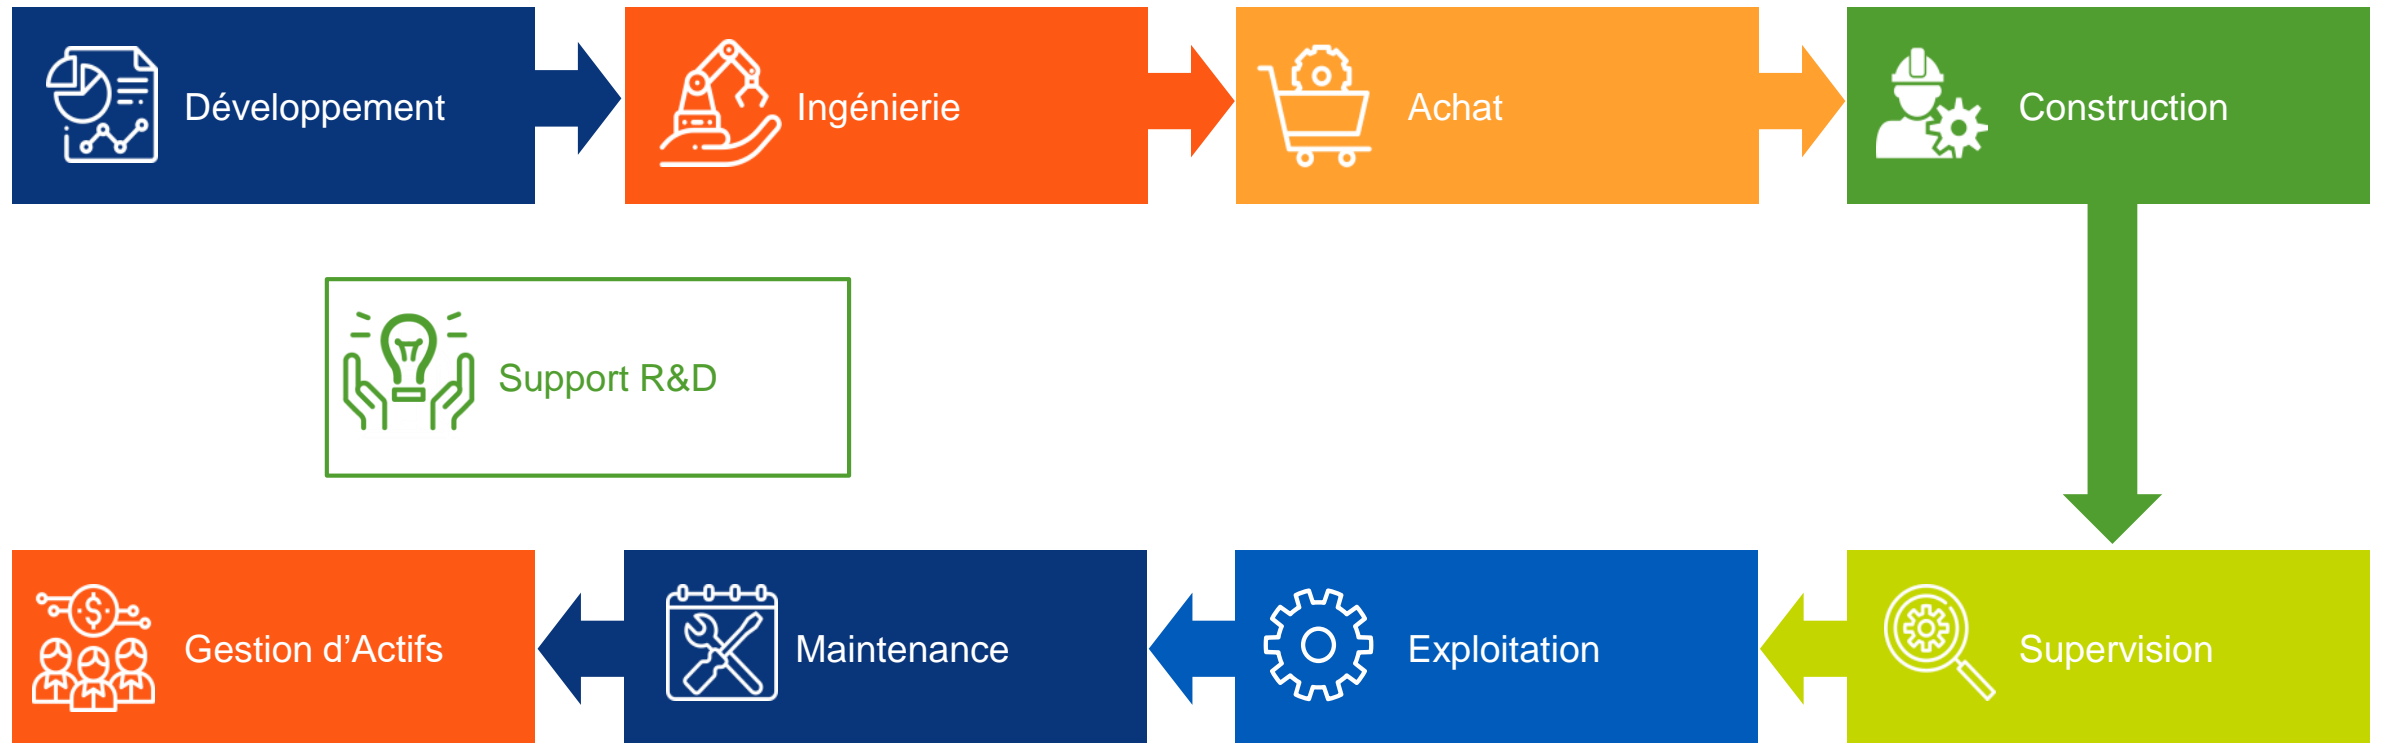 Développement
Ingénierie
Achat
Construction
Support R&D
Gestion d’Actifs
Maintenance
Exploitation
Supervision